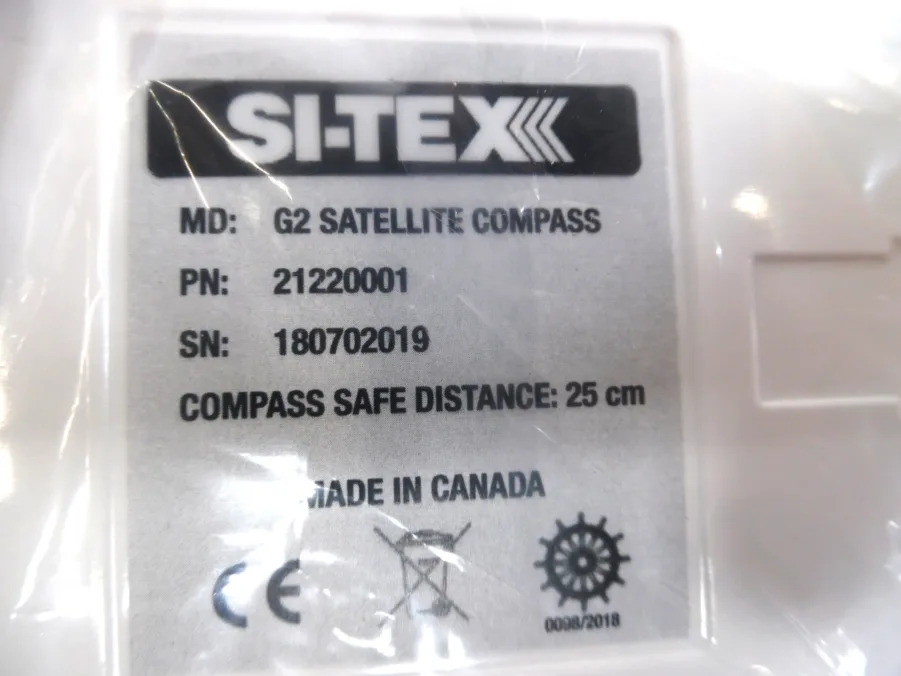 SI-TEX
MD: G2 SATELLITE COMPASS
PN: 21220001
SN: 180702019
COMPASS SAFE DISTANCE: 25 cm
MADE IN CANADA
CE
0098/2018